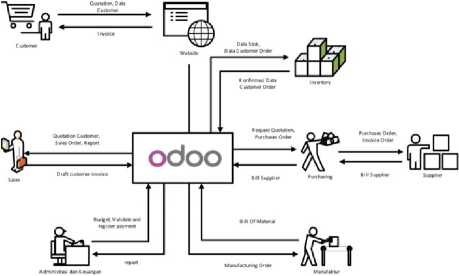 Quotation, Data
Customer
Invoice
Customer
Website
Data Stok,
Data Customer Order
Konfirmasi Data
Customer Order
Inventory
Quotation Customer,
Sales Order, Report
Draft customer invoice
Sales
odoo
Request Quotation,
Purchases Order
Bill Supplier
Purchasing
Purchases Order,
Invoice Order
Bill Supplier
Supplier
Budget, Validate and
register payment
report
Administrasi dan Keuangan
Bill Of Material
Manufacturing Order
Manufaktur